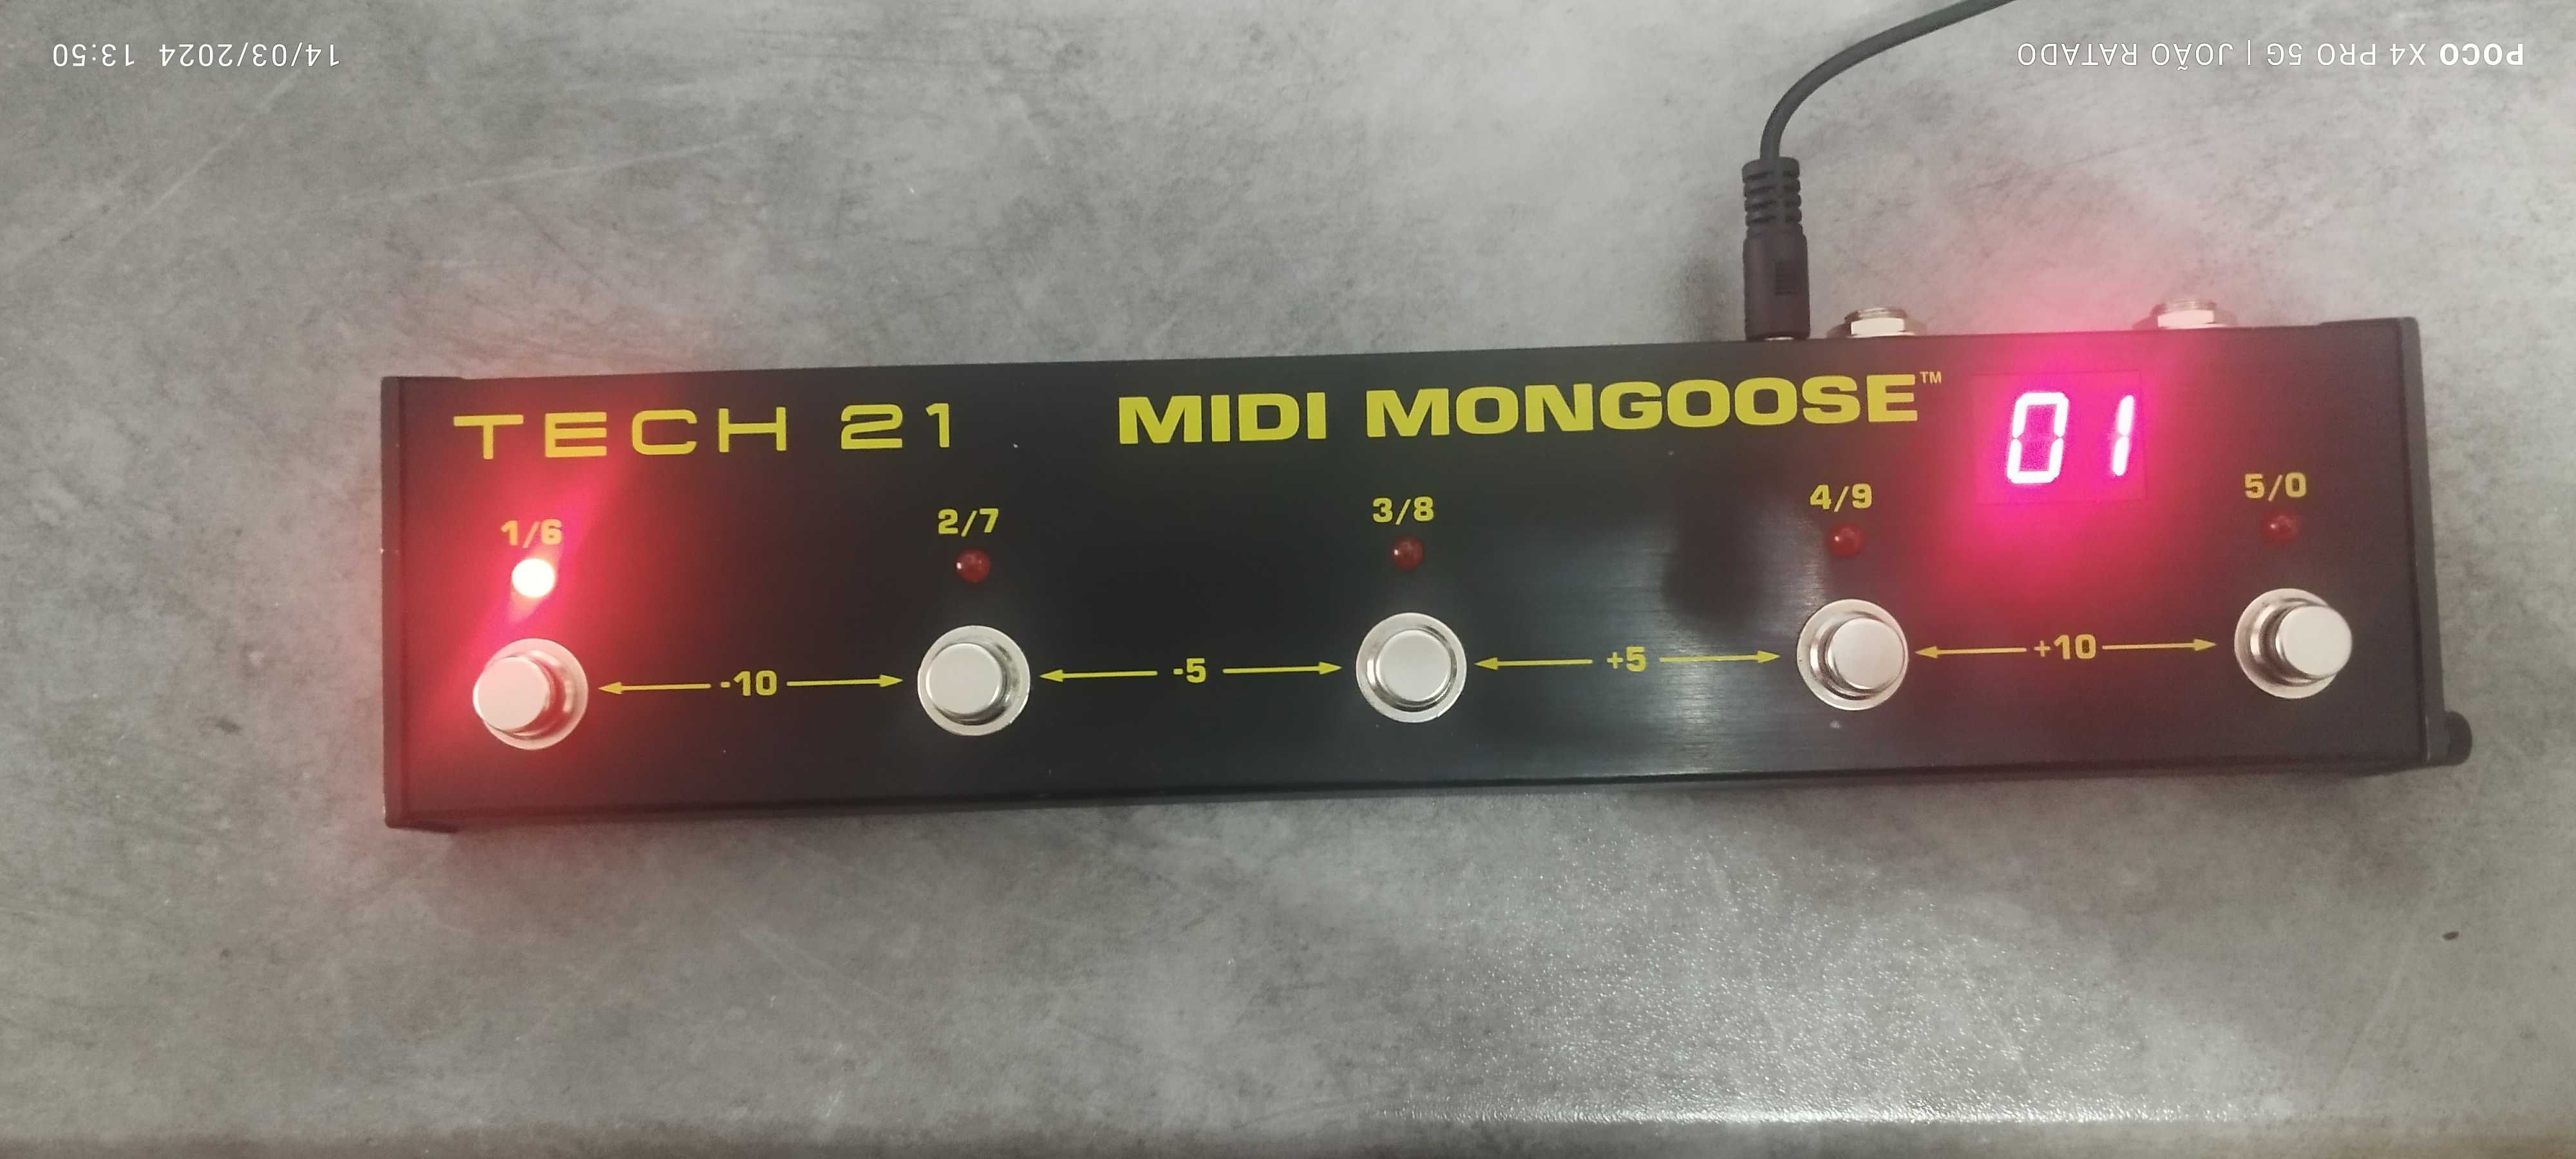 14/03/2024 13:50
POCO X4 PRO 5G | JOÃO RATADO
TECH 21 MIDI MONGOOSE™
01
1/6 2/7 3/8 4/9 5/0
-10 -5 +5 +10